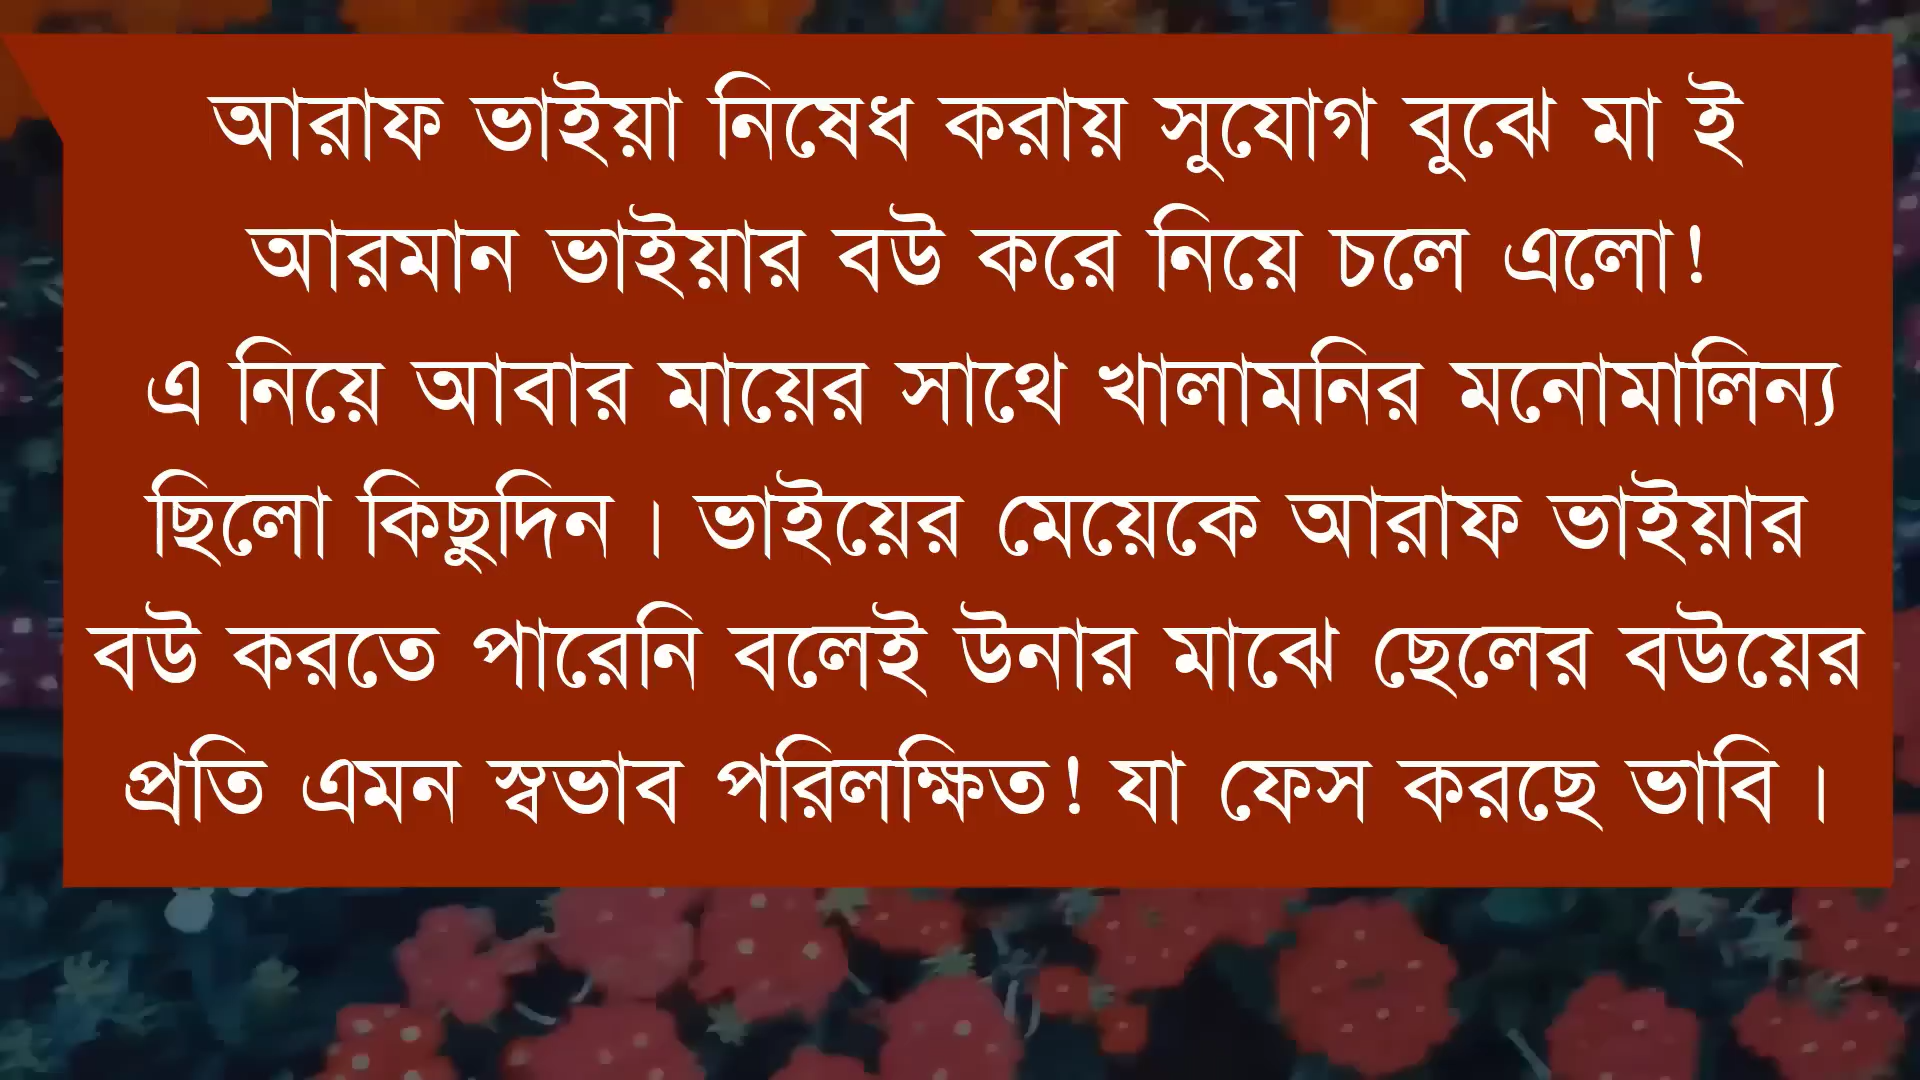 আরাফ ভাইয়া নিষেধ করায় সুযোগ বুঝে মা ই
আরমান ভাইয়ার বউ করে নিয়ে চলে এলো!
এ নিয়ে আবার মায়ের সাথে খালামনির মনোমালিন্য
ছিলো কিছুদিন। ভাইয়ের মেয়েকে আরাফ ভাইয়ার
বউ করতে পারেনি বলেই উনার মাঝে ছেলের বউয়ের
প্রতি এমন স্বভাব পরিলক্ষিত! যা ফেস করছে ভাবি।